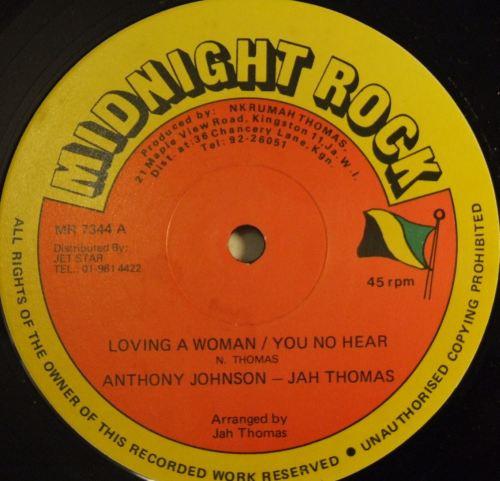 MIDNIGHT ROCK
Produced by: NKRUMAH THOMAS.
21 Maple View Road, Kingston 11, Ja. W. I.
Dist. at: 36 Chancery Lane, Kgn.
Tel: 92-26051
MR 7344 A
Distributed By:
JET STAR
TEL.: 01-961 4422
45 rpm
LOVING A WOMAN / YOU NO HEAR
N. THOMAS
ANTHONY JOHNSON – JAH THOMAS
Arranged by
Jah Thomas
ALL RIGHTS OF THE OWNER OF THIS RECORDED WORK RESERVED • UNAUTHORISED COPYING PROHIBITED